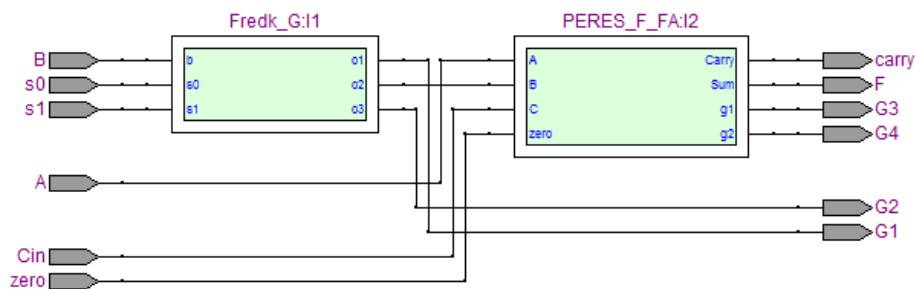 Fredk_G:I1
PERES_F_FA:I2
B b o1 A Carry carry
s0 s0 o2 B Sum F
s1 s1 o3 C g1 G3
zero g2 G4
A
G2
G1
Cin
zero